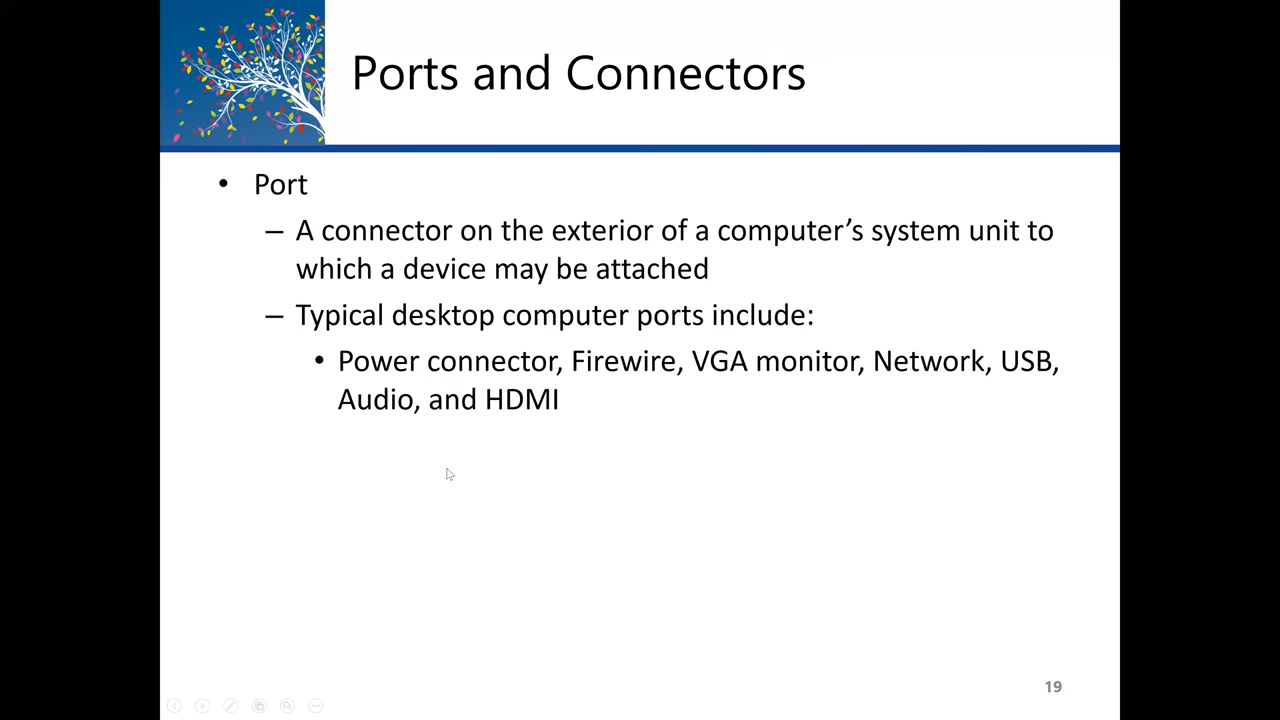 Ports and Connectors
• Port
– A connector on the exterior of a computer’s system unit to
which a device may be attached
– Typical desktop computer ports include:
• Power connector, Firewire, VGA monitor, Network, USB,
Audio, and HDMI
19